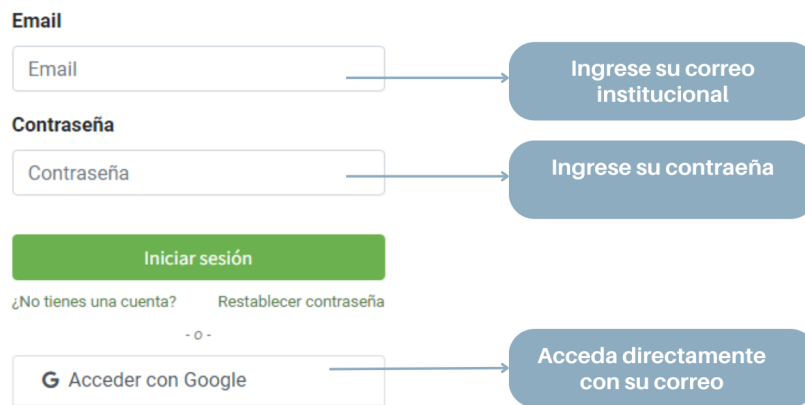 Email
Email
Ingrese su correo
institucional
Contraseña
Contraseña
Ingrese su contraeña
Iniciar sesión
¿No tienes una cuenta? Restablecer contraseña
- o -
G Acceder con Google
Acceda directamente
con su correo